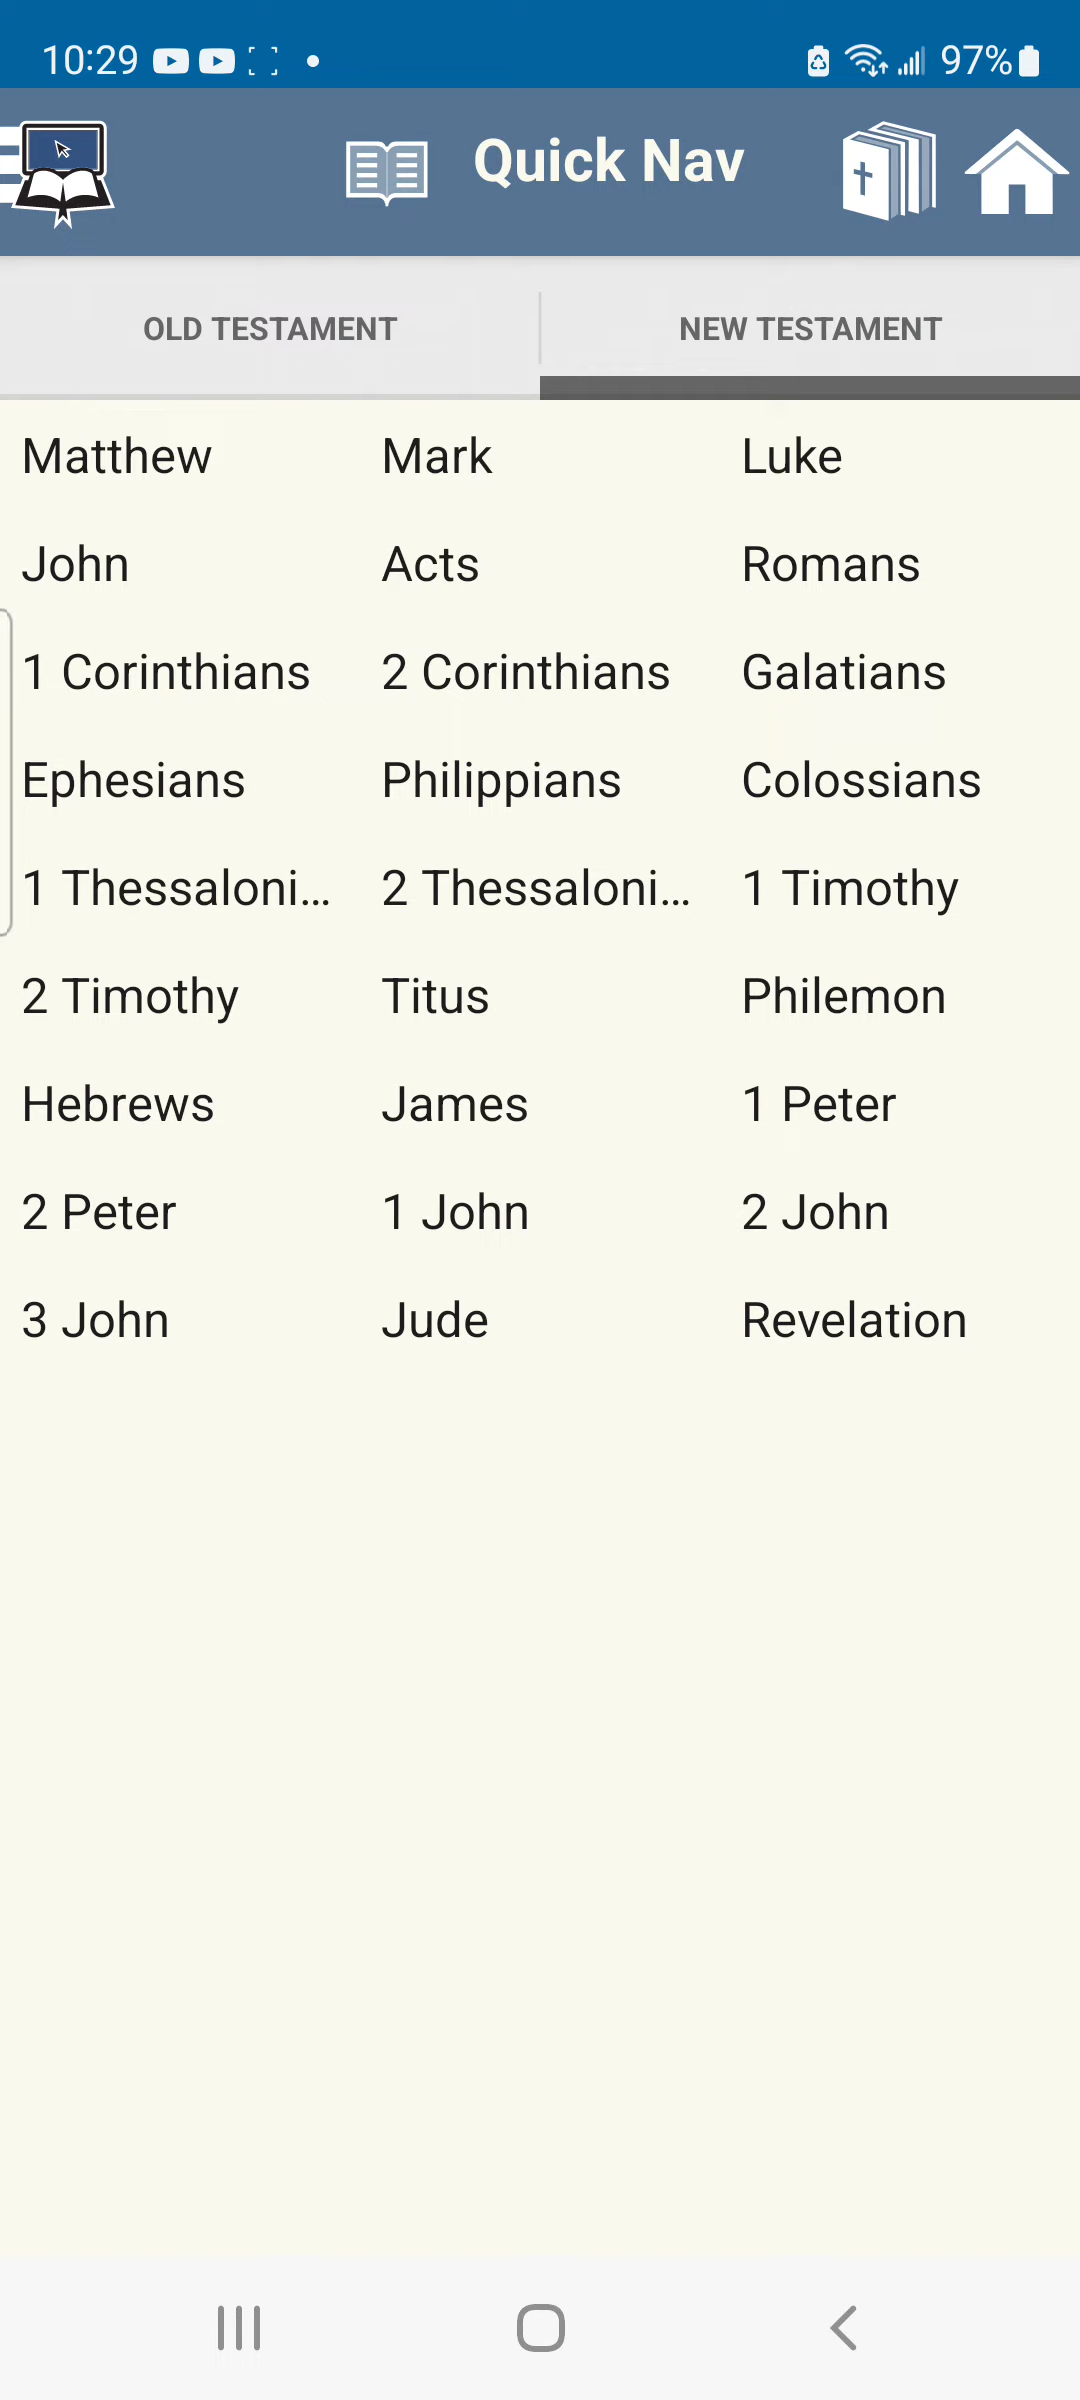 10:29 97%
Quick Nav
OLD TESTAMENT NEW TESTAMENT
Matthew Mark Luke
John Acts Romans
1 Corinthians 2 Corinthians Galatians
Ephesians Philippians Colossians
1 Thessaloni... 2 Thessaloni... 1 Timothy
2 Timothy Titus Philemon
Hebrews James 1 Peter
2 Peter 1 John 2 John
3 John Jude Revelation